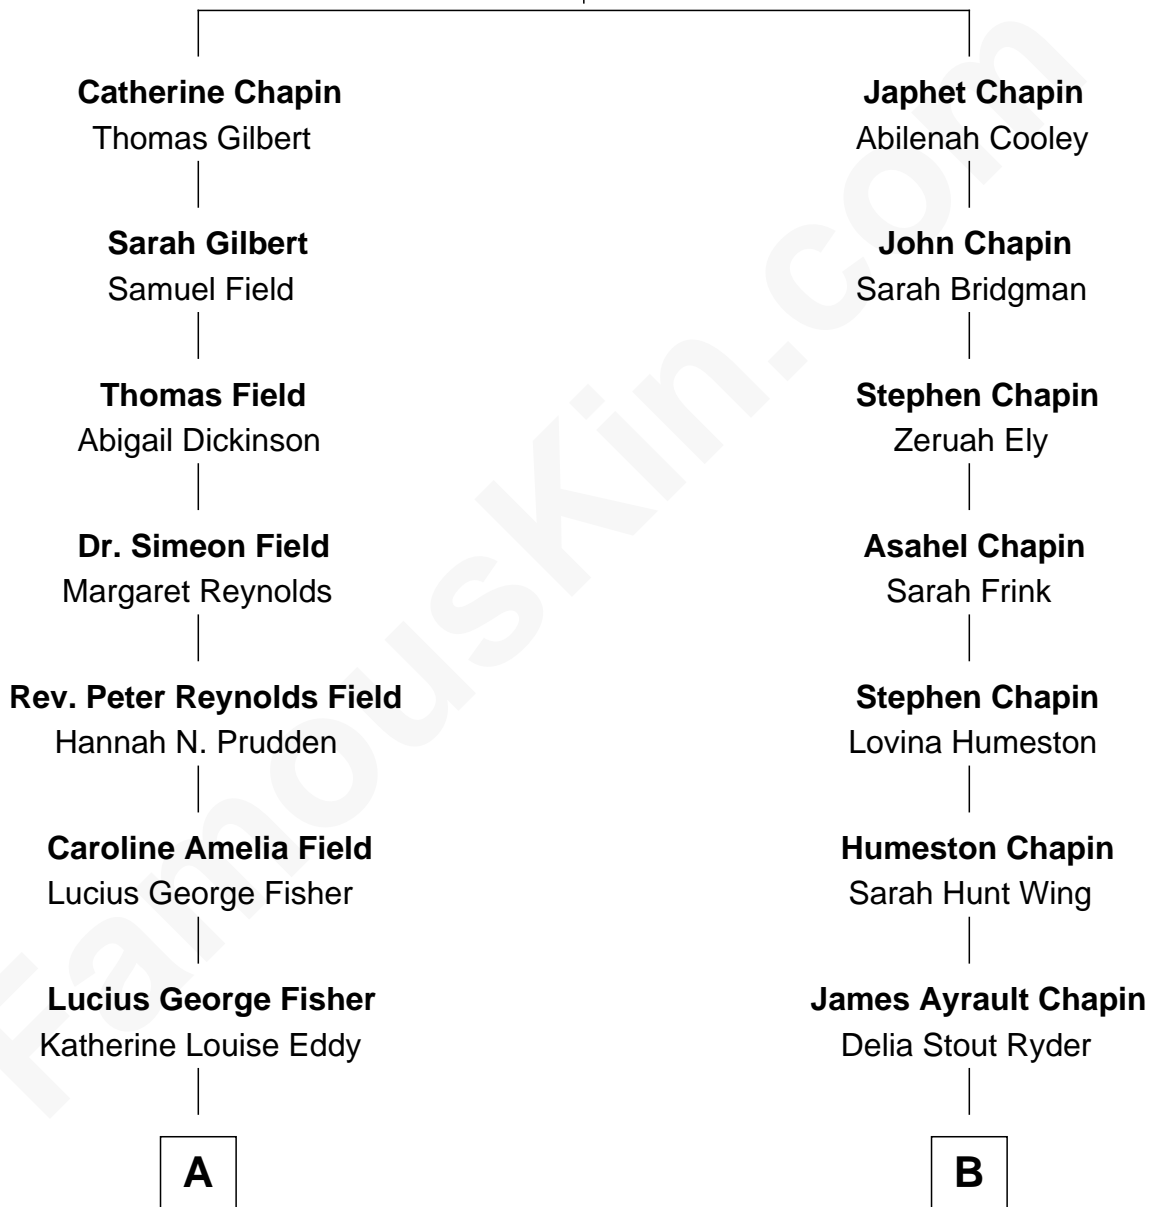 Catherine Chapin
Thomas Gilbert
Sarah Gilbert
Samuel Field
Thomas Field
Abigail Dickinson
Dr. Simeon Field
Margaret Reynolds
Rev. Peter Reynolds Field
Hannah N. Prudden
Caroline Amelia Field
Lucius George Fisher
Lucius George Fisher
Katherine Louise Eddy
A
Japhet Chapin
Abilenah Cooley
John Chapin
Sarah Bridgman
Stephen Chapin
Zeruah Ely
Asahel Chapin
Sarah Frink
Stephen Chapin
Lovina Humeston
Humeston Chapin
Sarah Hunt Wing
James Ayrault Chapin
Delia Stout Ryder
B
FamousKin.com